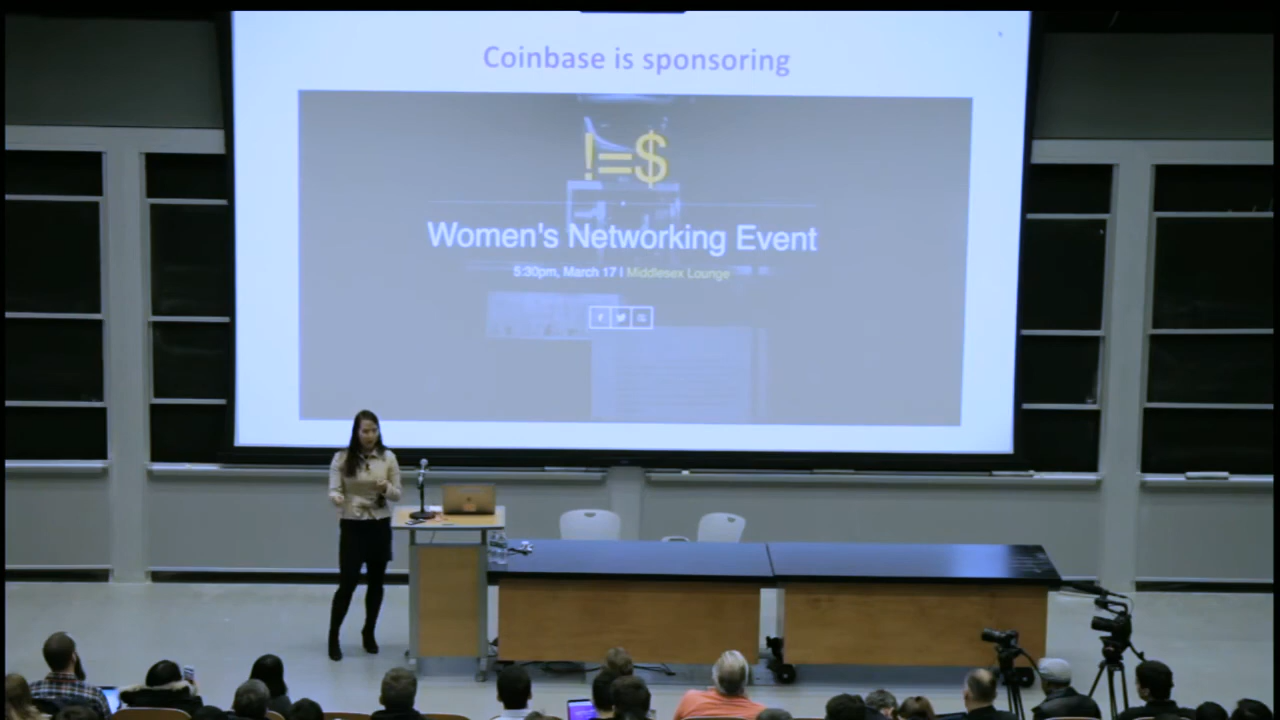 Coinbase is sponsoring
!=$
Women's Networking Event
5:30pm, March 17 | Middlesex Lounge